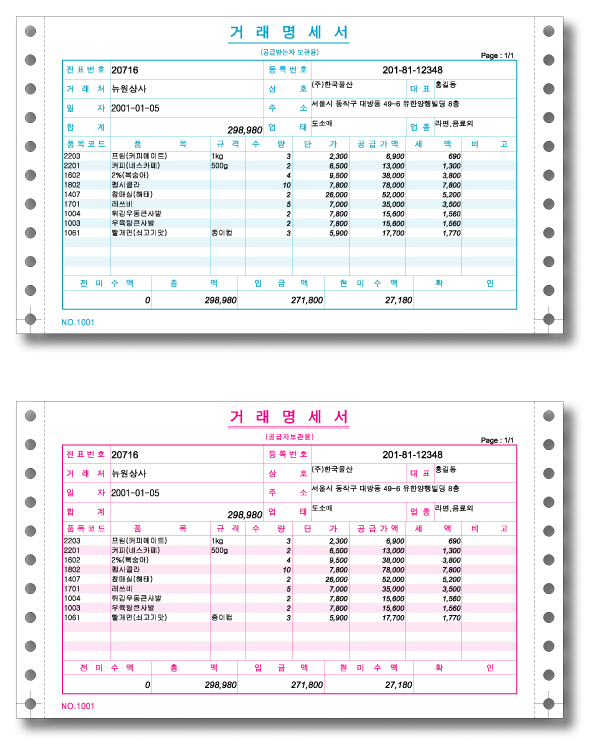 거 래 명 세 서
(공급받는자 보관용)
Page : 1/1
전표번호 20716 등록번호 201-81-12348
거 래 처 뉴원상사 상 호 (주)한국물산 대 표 홍길동
일 자 2001-01-05 주 소 서울시 동작구 대방동 49-6 유한양행빌딩 8층
합 계 298,980 업 태 도소매 업 종 라면,음료외
품목코드 품 목 규 격 수 량 단 가 공 급 가 액 세 액 비 고
2203 프림(커피메이트) 1kg 3 2,300 6,900 690
2201 커피(네스카페) 500g 2 6,500 13,000 1,300
1602 2%(복숭아) 4 9,500 38,000 3,800
1802 펩시콜라 10 7,800 78,000 7,800
1407 참매실(해태) 2 26,000 52,000 5,200
1701 레쓰비 5 7,000 35,000 3,500
1004 튀김우동큰사발 2 7,800 15,600 1,560
1003 우육탕큰사발 2 7,800 15,600 1,560
1061 빨개면(쇠고기맛) 종이컵 3 5,900 17,700 1,770
전 미 수 액 총 액 입 금 액 현 미 수 액 확 인
0 298,980 271,800 27,180
NO.1001
거 래 명 세 서
(공급자보관용)
Page : 1/1
전표번호 20716 등록번호 201-81-12348
거 래 처 뉴원상사 상 호 (주)한국물산 대 표 홍길동
일 자 2001-01-05 주 소 서울시 동작구 대방동 49-6 유한양행빌딩 8층
합 계 298,980 업 태 도소매 업 종 라면,음료외
품목코드 품 목 규 격 수 량 단 가 공 급 가 액 세 액 비 고
2203 프림(커피메이트) 1kg 3 2,300 6,900 690
2201 커피(네스카페) 500g 2 6,500 13,000 1,300
1602 2%(복숭아) 4 9,500 38,000 3,800
1802 펩시콜라 10 7,800 78,000 7,800
1407 참매실(해태) 2 26,000 52,000 5,200
1701 레쓰비 5 7,000 35,000 3,500
1004 튀김우동큰사발 2 7,800 15,600 1,560
1003 우육탕큰사발 2 7,800 15,600 1,560
1061 빨개면(쇠고기맛) 종이컵 3 5,900 17,700 1,770
전 미 수 액 총 액 입 금 액 현 미 수 액 확 인
0 298,980 271,800 27,180
NO.1001